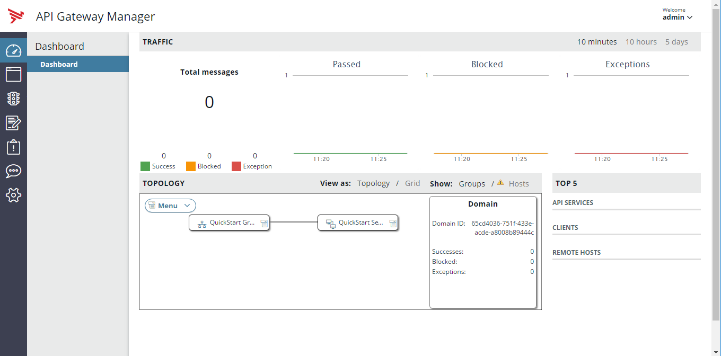 API Gateway Manager
Welcome
admin
Dashboard
Dashboard
TRAFFIC
10 minutes 10 hours 5 days
Total messages
0
0 0 0
Success Blocked Exception
Passed
1
11:20 11:25
Blocked
1
11:20 11:25
Exceptions
1
11:20 11:25
TOPOLOGY
View as: Topology / Grid Show: Groups / Hosts
Menu
QuickStart Gr...
QuickStart Se...
Domain
Domain ID: 65cd4036-751f-433e-
acde-a8008b89444c
Successes: 0
Blocked: 0
Exceptions: 0
TOP 5
API SERVICES
CLIENTS
REMOTE HOSTS